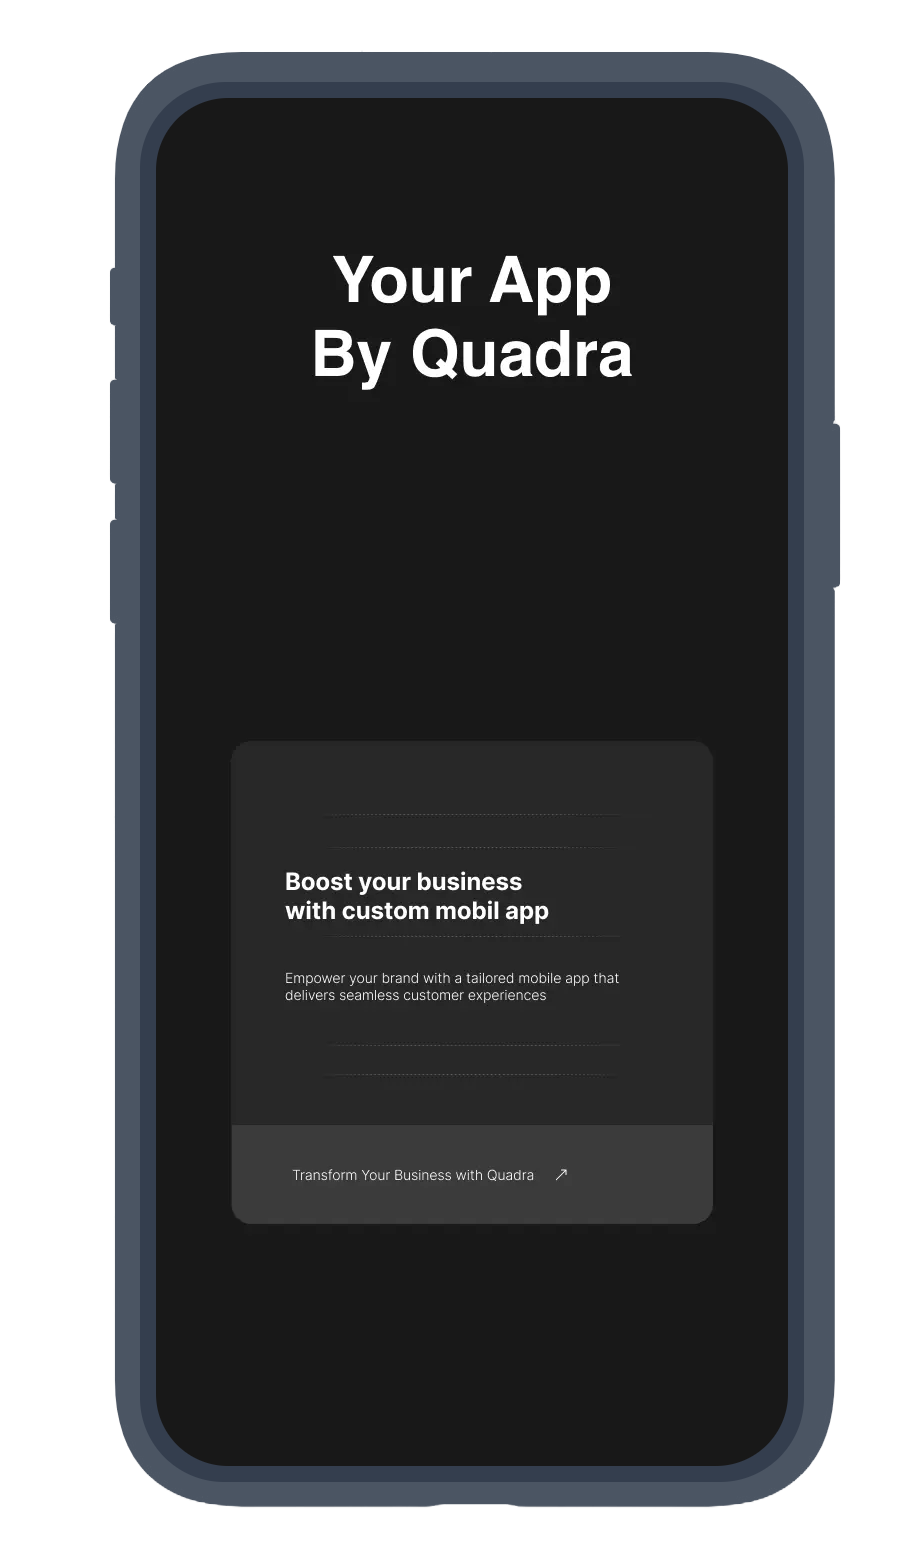 Your App
By Quadra
Boost your business
with custom mobil app
Empower your brand with a tailored mobile app that
delivers seamless customer experiences
Transform Your Business with Quadra